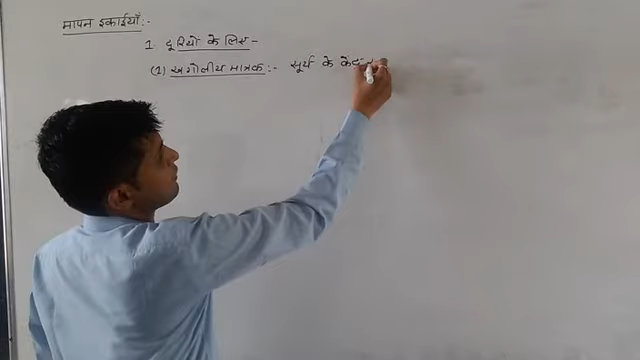 मापन इकाईयाँ :-
1. दूरियो के लिए -
(1) खगोलीय मात्रक :- सूर्य के